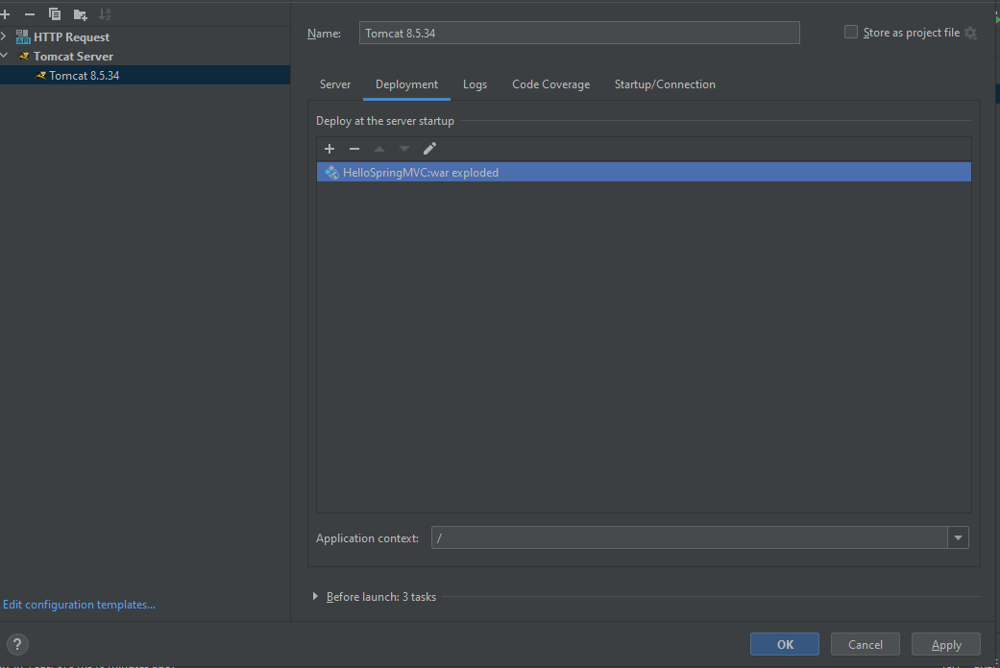 HTTP Request
Tomcat Server
Tomcat 8.5.34
Edit configuration templates...
Name: Tomcat 8.5.34
Store as project file
Server Deployment Logs Code Coverage Startup/Connection
Deploy at the server startup
HelloSpringMVC:war exploded
Application context: /
Before launch: 3 tasks
? OK Cancel Apply